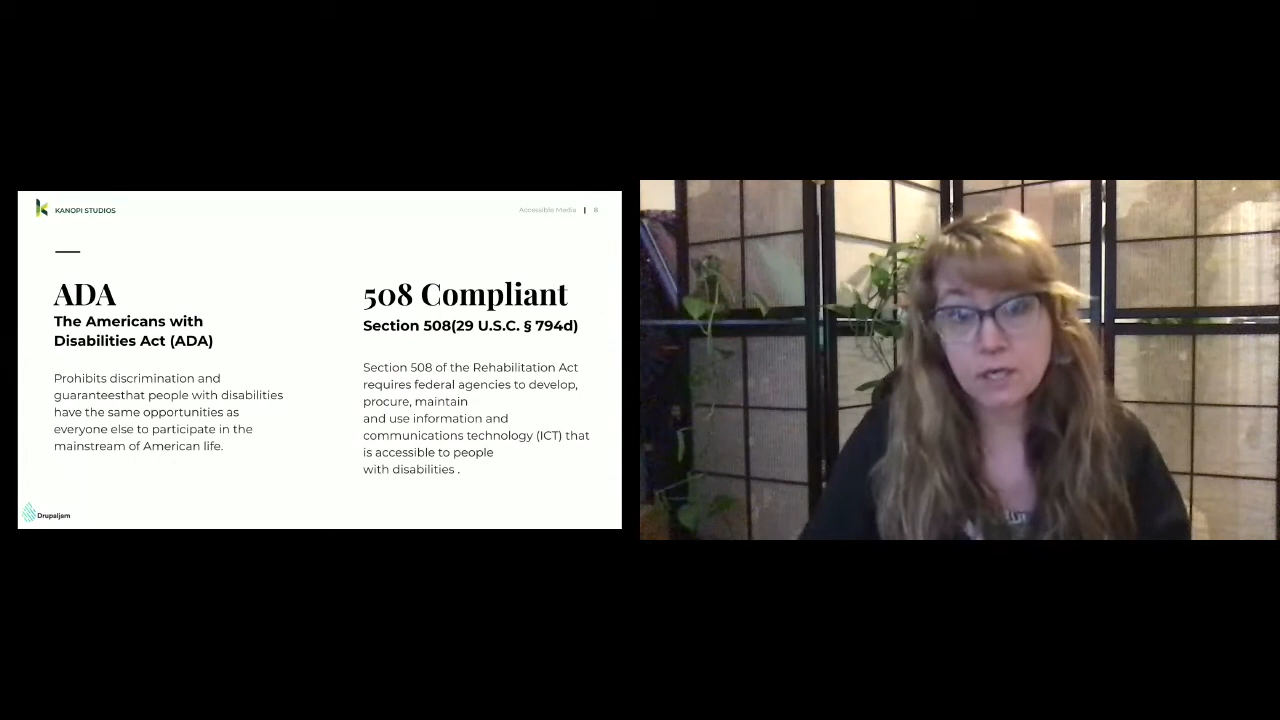 KANOPI STUDIOS
Accessible Media | 8
ADA
The Americans with
Disabilities Act (ADA)
Prohibits discrimination and
guaranteesthat people with disabilities
have the same opportunities as
everyone else to participate in the
mainstream of American life.
508 Compliant
Section 508(29 U.S.C. § 794d)
Section 508 of the Rehabilitation Act
requires federal agencies to develop,
procure, maintain
and use information and
communications technology (ICT) that
is accessible to people
with disabilities .
Drupaljam